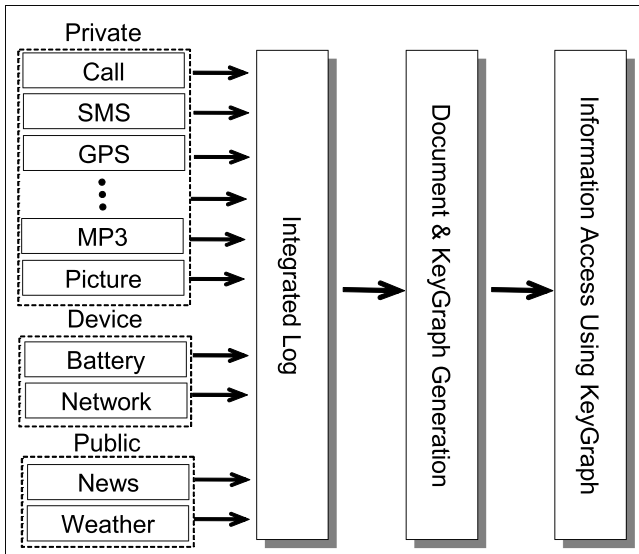 Private
Call
SMS
GPS
MP3
Picture
Device
Battery
Network
Public
News
Weather
Integrated Log
Document & KeyGraph Generation
Information Access Using KeyGraph